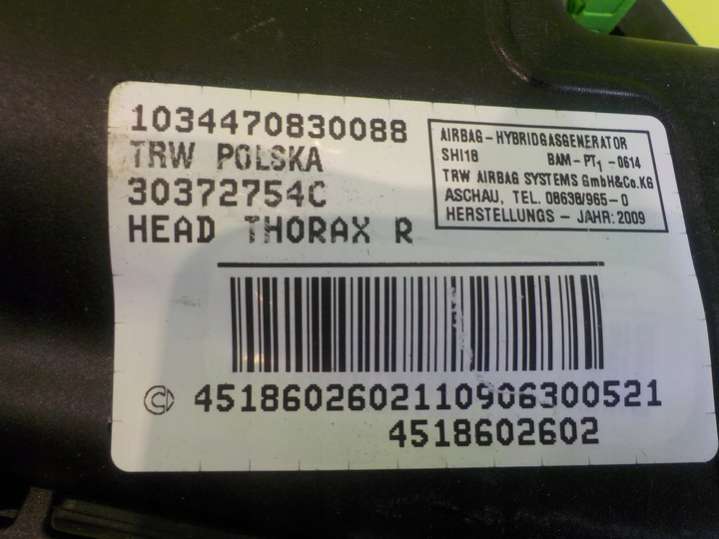 1034470830088
TRW POLSKA
30372754C
HEAD THORAX R
AIRBAG-HYBRIDGASGENERATOR
SHI18 BAM-PT1-0614
TRW AIRBAG SYSTEMS GmbH&Co.KG
ASCHAU, TEL. 08638/965-0
HERSTELLUNGS - JAHR: 2009
4518602602110906300521
4518602602